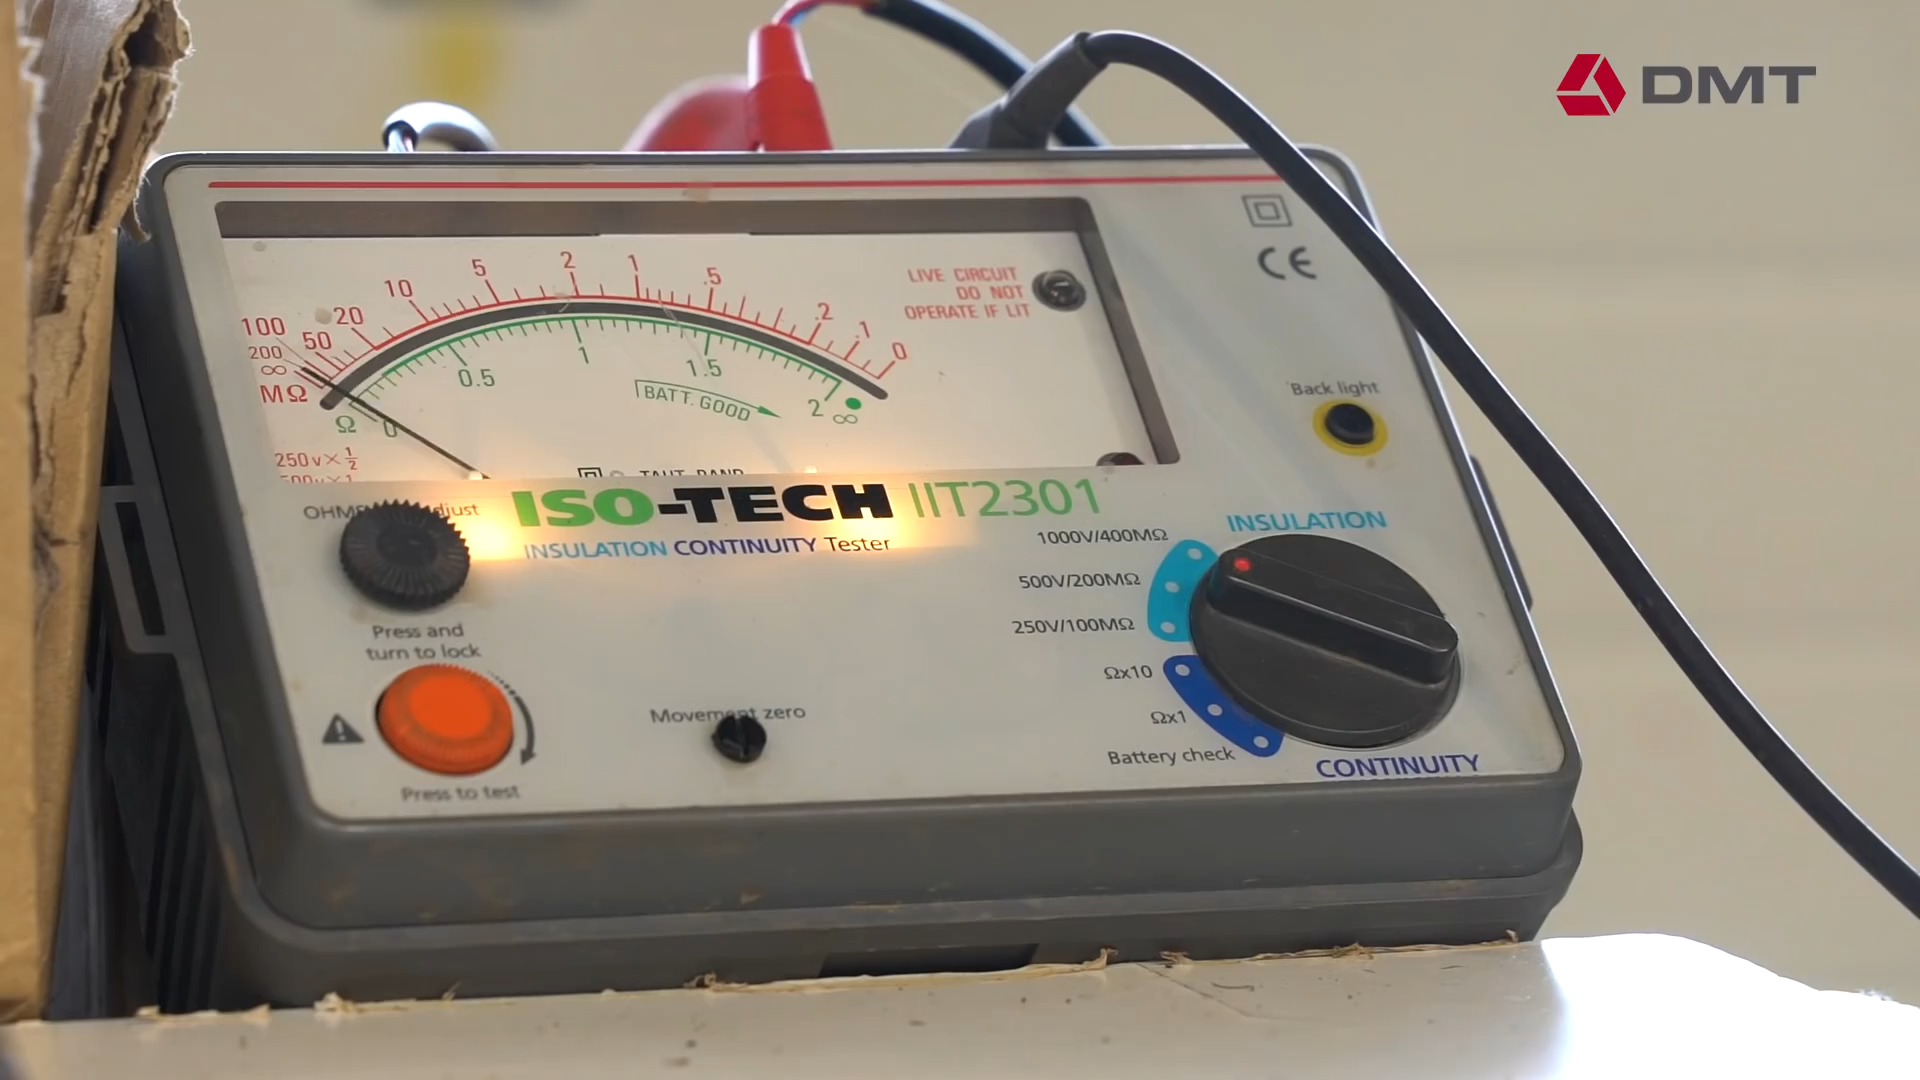 DMT
LIVE CIRCUIT
DO NOT
OPERATE IF LIT
CE
100 50 20 10 5 2 1 .5 .2 .1 0
200
∞
MΩ
Ω 0 0.5 1 1.5 2 ∞
BATT. GOOD
250v×½
TAUT BAND
Back light
ISO-TECH IIT2301
INSULATION CONTINUITY Tester
INSULATION
1000V/400MΩ
500V/200MΩ
250V/100MΩ
Ωx10
Ωx1
Battery check
CONTINUITY
Press and
turn to lock
Movement zero
Press to test